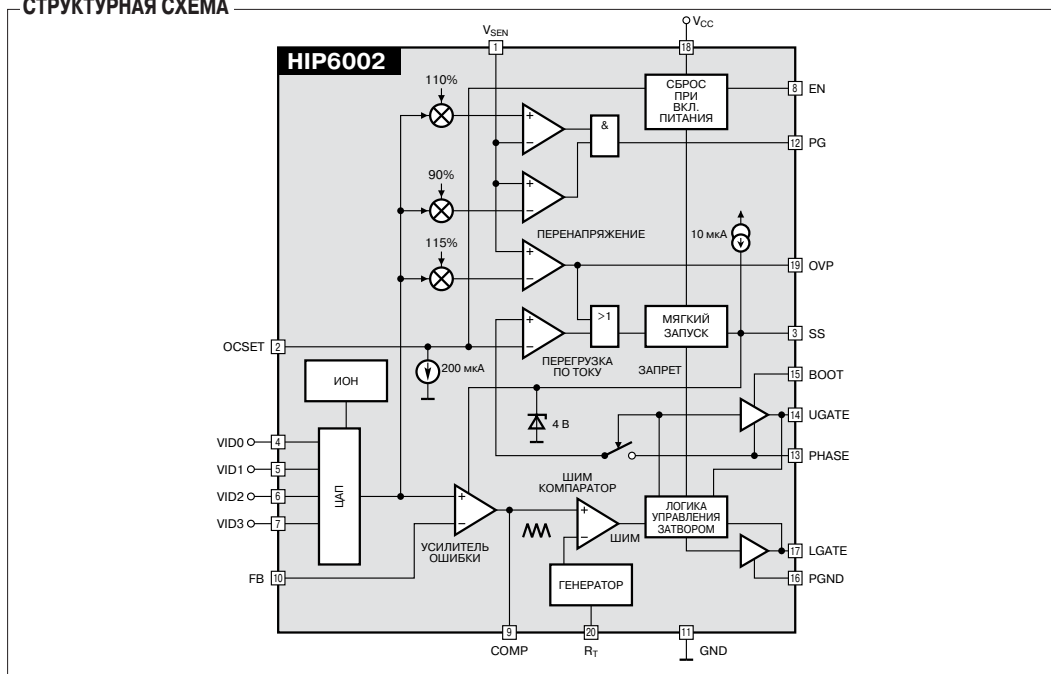 СТРУКТУРНАЯ СХЕМА
V_SEN
V_CC
1
18
HIP6002
110%
СБРОС
ПРИ
ВКЛ.
ПИТАНИЯ
8 EN
+
−
&
12 PG
90%
+
−
ПЕРЕНАПРЯЖЕНИЕ
10 мкА
115%
+
−
19 OVP
+
−
>1
МЯГКИЙ
ЗАПУСК
3 SS
OCSET 2
ПЕРЕГРУЗКА
ПО ТОКУ
ЗАПРЕТ
200 мкА
15 BOOT
ИОН
4 В
14 UGATE
VID0 4
13 PHASE
VID1 5
VID2 6
VID3 7
ЦАП
+
−
УСИЛИТЕЛЬ
ОШИБКИ
ШИМ
КОМПАРАТОР
+
−
ШИМ
ЛОГИКА
УПРАВЛЕНИЯ
ЗАТВОРОМ
17 LGATE
FB 10
ГЕНЕРАТОР
16 PGND
9
20
11
COMP
R_T
GND